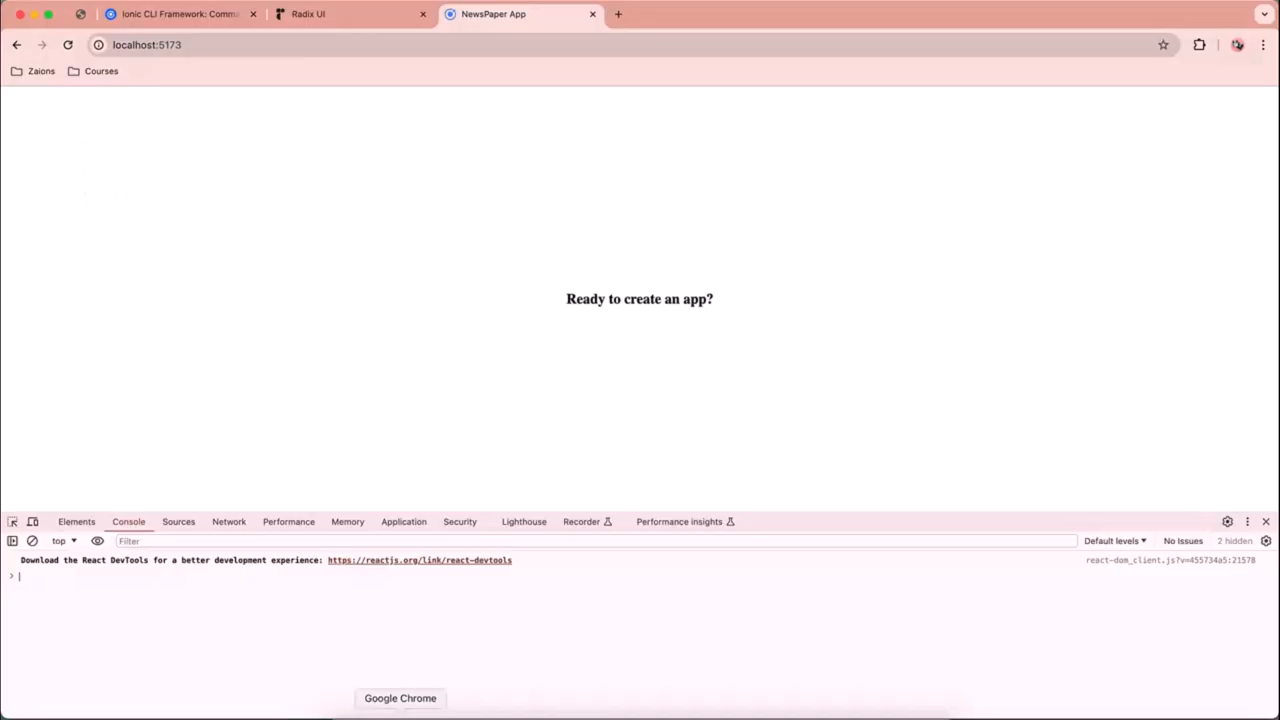 Ionic CLI Framework: Comma
Radix UI
NewsPaper App
localhost:5173
Zaions
Courses
Ready to create an app?
Elements Console Sources Network Performance Memory Application Security Lighthouse Recorder Performance insights
top Filter Default levels No Issues 2 hidden
Download the React DevTools for a better development experience: https://reactjs.org/link/react-devtools react-dom_client.js?v=455734a5:21578
Google Chrome